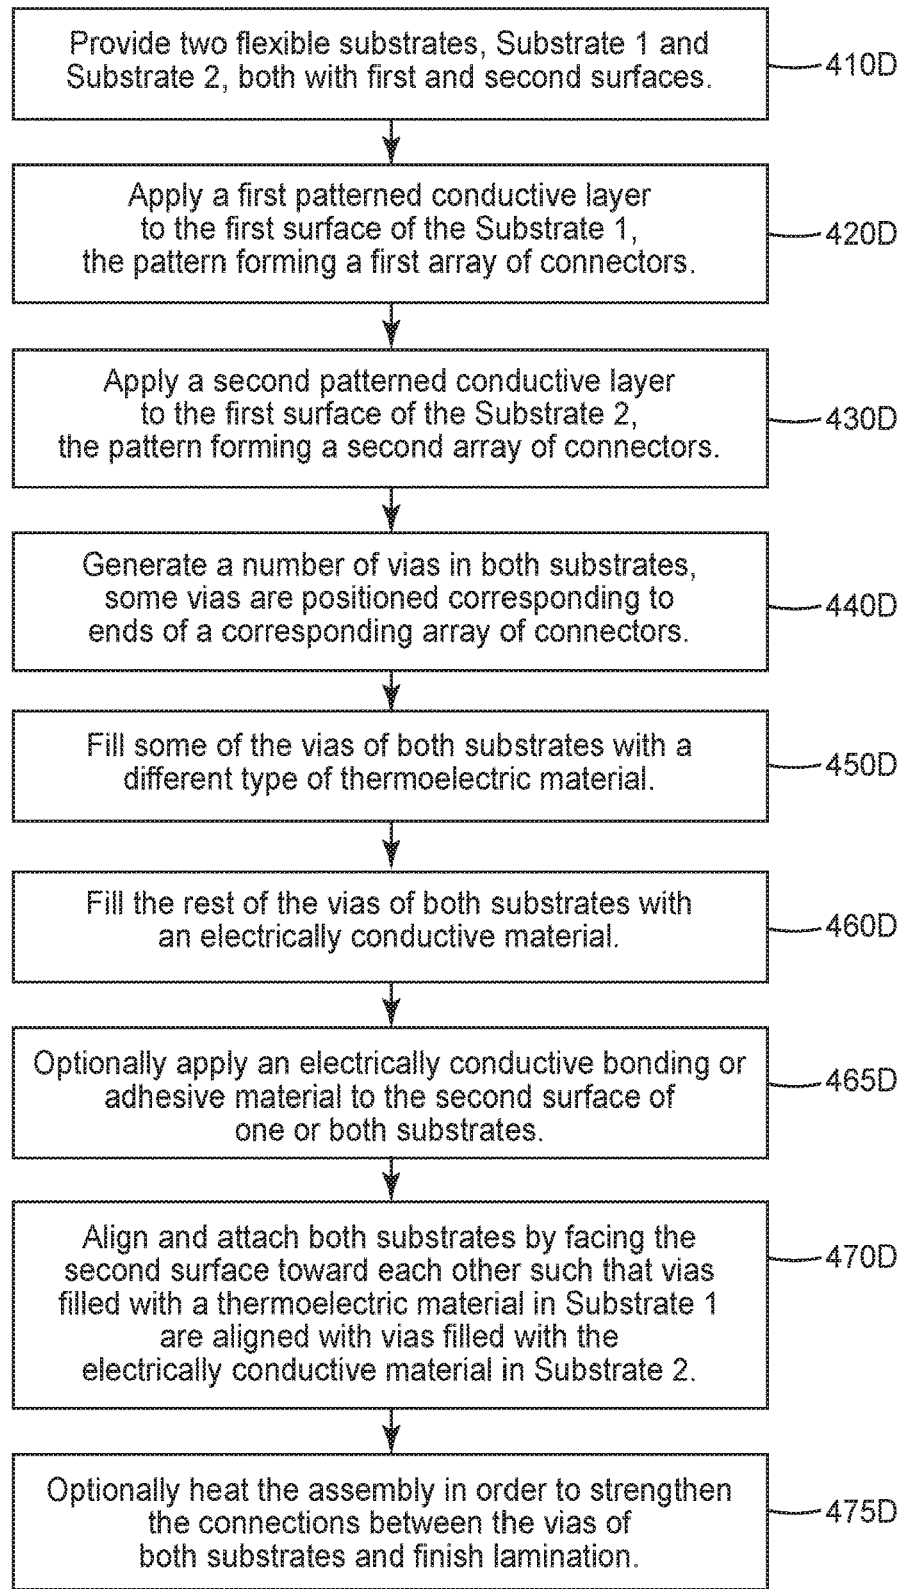 Provide two flexible substrates, Substrate 1 and
Substrate 2, both with first and second surfaces.
410D
Apply a first patterned conductive layer
to the first surface of the Substrate 1,
the pattern forming a first array of connectors.
420D
Apply a second patterned conductive layer
to the first surface of the Substrate 2,
the pattern forming a second array of connectors.
430D
Generate a number of vias in both substrates,
some vias are positioned corresponding to
ends of a corresponding array of connectors.
440D
Fill some of the vias of both substrates with a
different type of thermoelectric material.
450D
Fill the rest of the vias of both substrates with
an electrically conductive material.
460D
Optionally apply an electrically conductive bonding or
adhesive material to the second surface of
one or both substrates.
465D
Align and attach both substrates by facing the
second surface toward each other such that vias
filled with a thermoelectric material in Substrate 1
are aligned with vias filled with the
electrically conductive material in Substrate 2.
470D
Optionally heat the assembly in order to strengthen
the connections between the vias of
both substrates and finish lamination.
475D